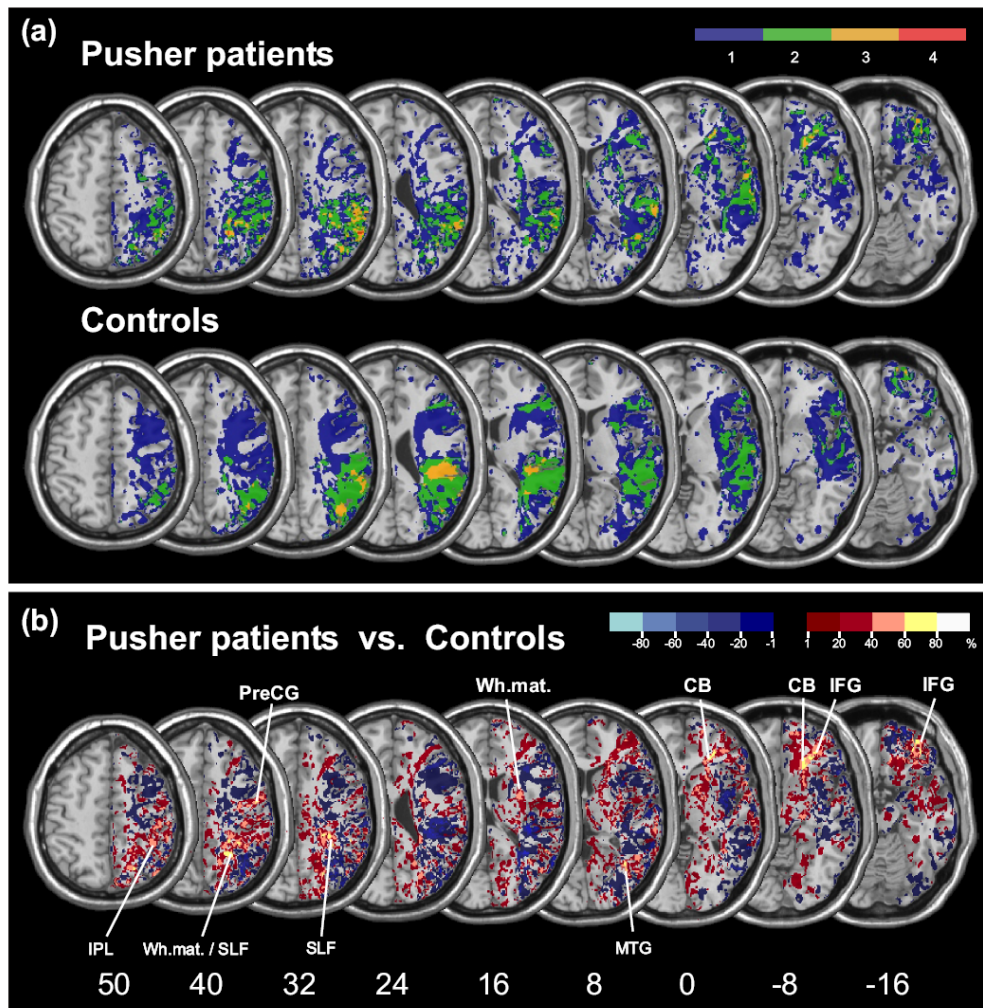 (a)
Pusher patients
1 2 3 4
Controls
(b)
Pusher patients vs. Controls
-80 -60 -40 -20 -1 1 20 40 60 80 %
PreCG
Wh.mat.
CB
CB
IFG
IFG
IPL
Wh.mat. / SLF
SLF
MTG
50 40 32 24 16 8 0 -8 -16